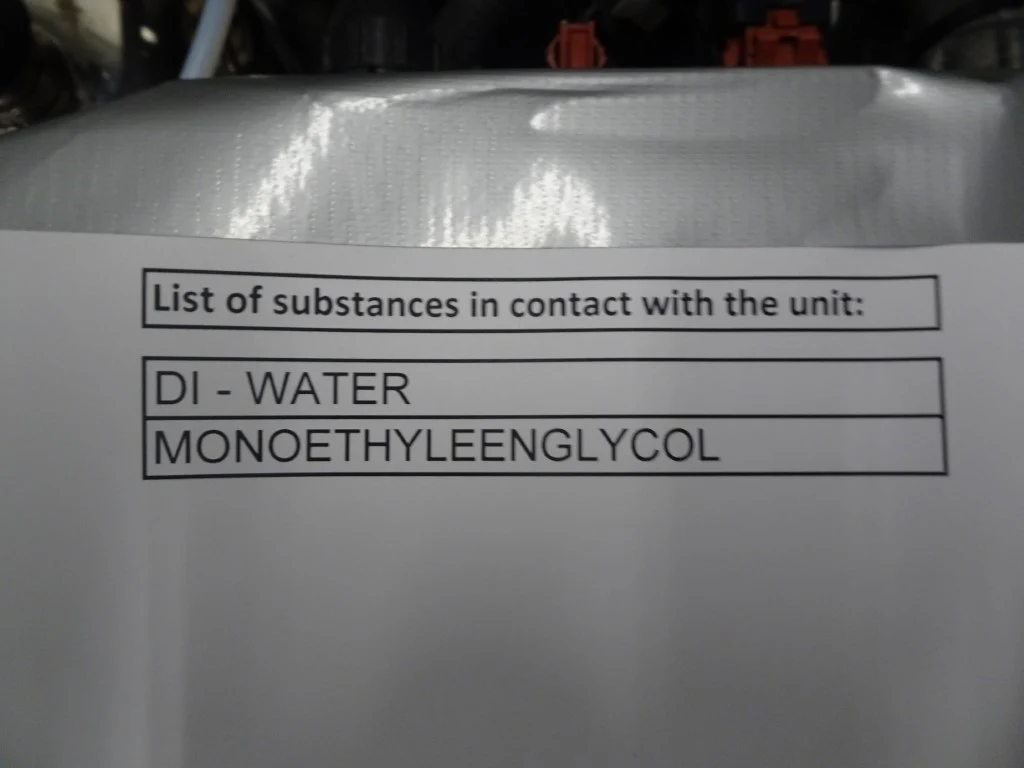 List of substances in contact with the unit:
DI - WATER
MONOETHYLEENGLYCOL